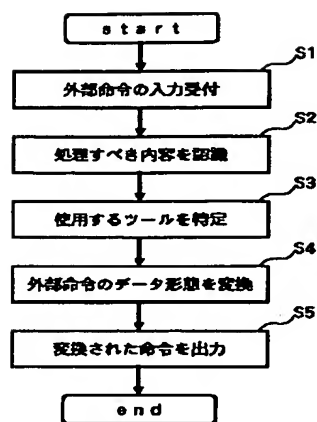 start
S1
外部命令の入力受付
S2
処理すべき内容を認識
S3
使用するツールを特定
S4
外部命令のデータ形態を変換
S5
変換された命令を出力
end